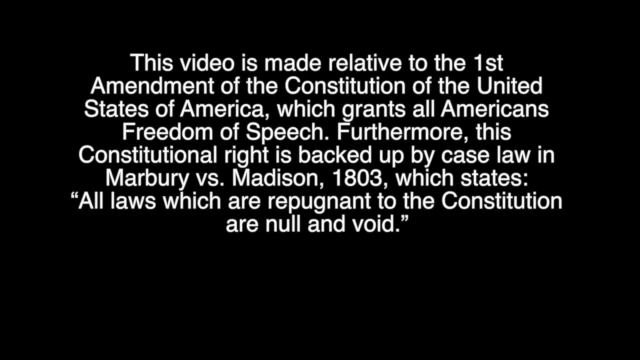 This video is made relative to the 1st
Amendment of the Constitution of the United
States of America, which grants all Americans
Freedom of Speech. Furthermore, this
Constitutional right is backed up by case law in
Marbury vs. Madison, 1803, which states:
“All laws which are repugnant to the Constitution
are null and void.”